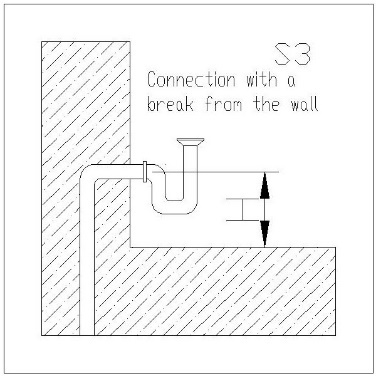 S3
Connection with a
break from the wall
H